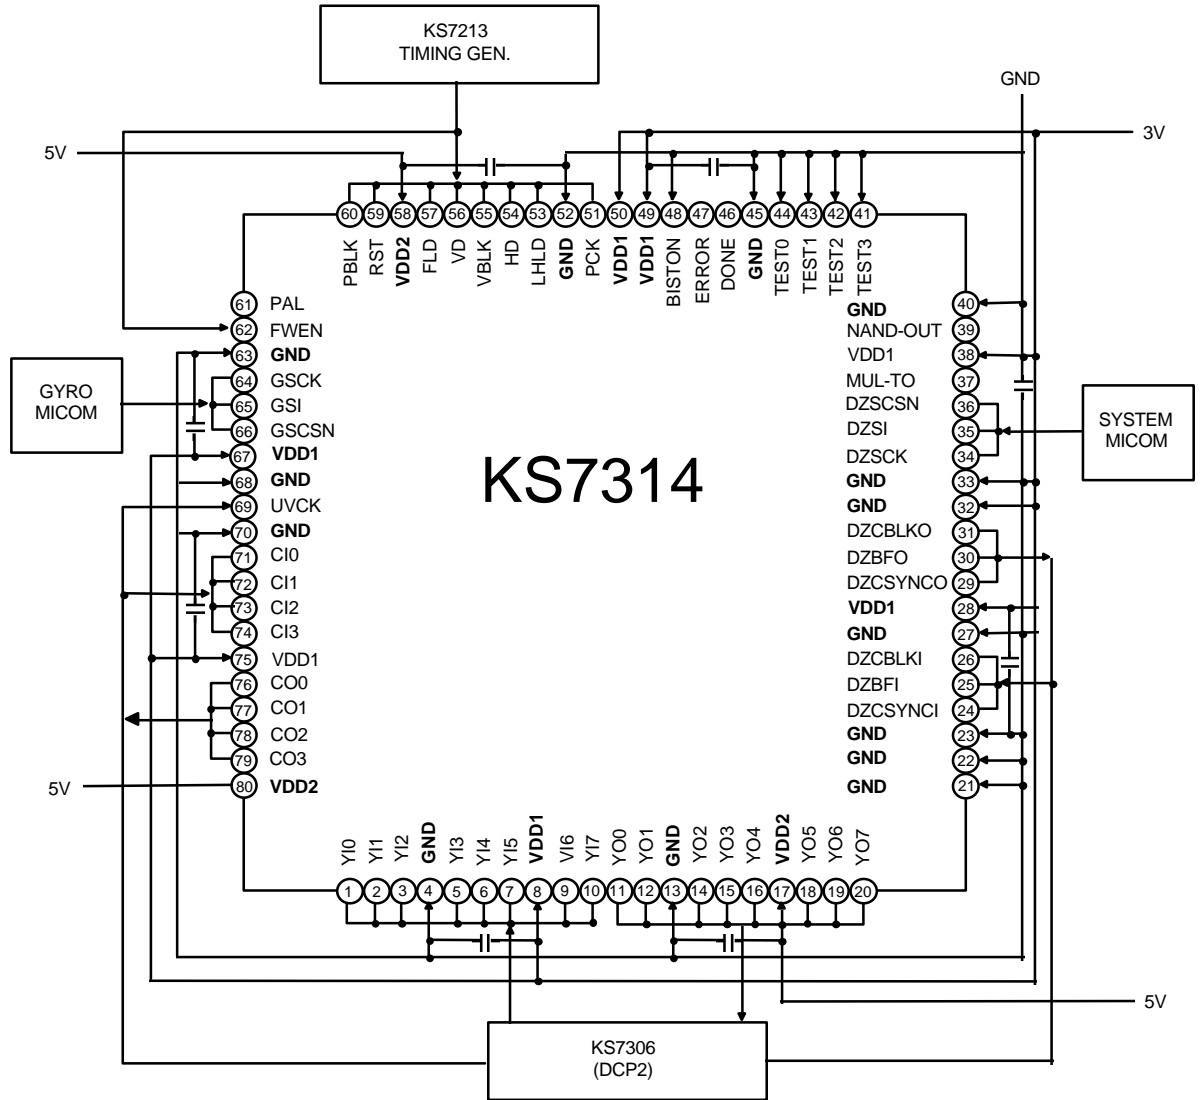 KS7213
TIMING GEN.
GND
3V
5V
60 59 58 57 56 55 54 53 52 51 50 49 48 47 46 45 44 43 42 41
PBLK
RST
VDD2
FLD
VD
VBLK
HD
LHLD
GND
PCK
VDD1
VDD1
BISTON
ERROR
DONE
GND
TEST0
TEST1
TEST2
TEST3
61 PAL
62 FWEN
63 GND
64 GSCK
65 GSI
66 GSCSN
67 VDD1
68 GND
69 UVCK
70 GND
71 CI0
72 CI1
73 CI2
74 CI3
75 VDD1
76 CO0
77 CO1
78 CO2
79 CO3
80 VDD2
GYRO
MICOM
5V
KS7314
GND 40
NAND-OUT 39
VDD1 38
MUL-TO 37
DZSCSN 36
DZSI 35
DZSCK 34
GND 33
GND 32
DZCBLKO 31
DZBFO 30
DZCSYNCO 29
VDD1 28
GND 27
DZCBLKI 26
DZBFI 25
DZCSYNCI 24
GND 23
GND 22
GND 21
SYSTEM
MICOM
YI0
YI1
YI2
GND
YI3
YI4
YI5
VDD1
VI6
YI7
YO0
YO1
GND
YO2
YO3
YO4
VDD2
YO5
YO6
YO7
1 2 3 4 5 6 7 8 9 10 11 12 13 14 15 16 17 18 19 20
5V
KS7306
(DCP2)